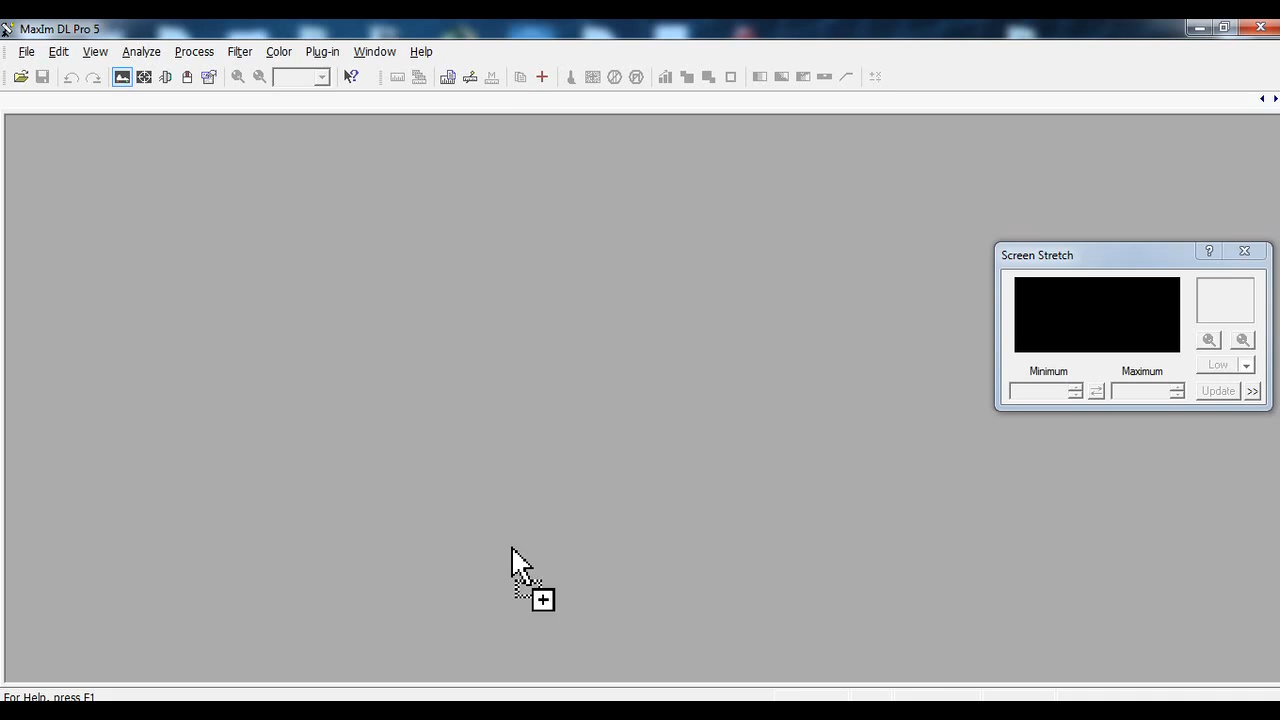 MaxIm DL Pro 5
File Edit View Analyze Process Filter Color Plug-in Window Help
Screen Stretch
Minimum Maximum
Low
Update >>
For Help, press F1